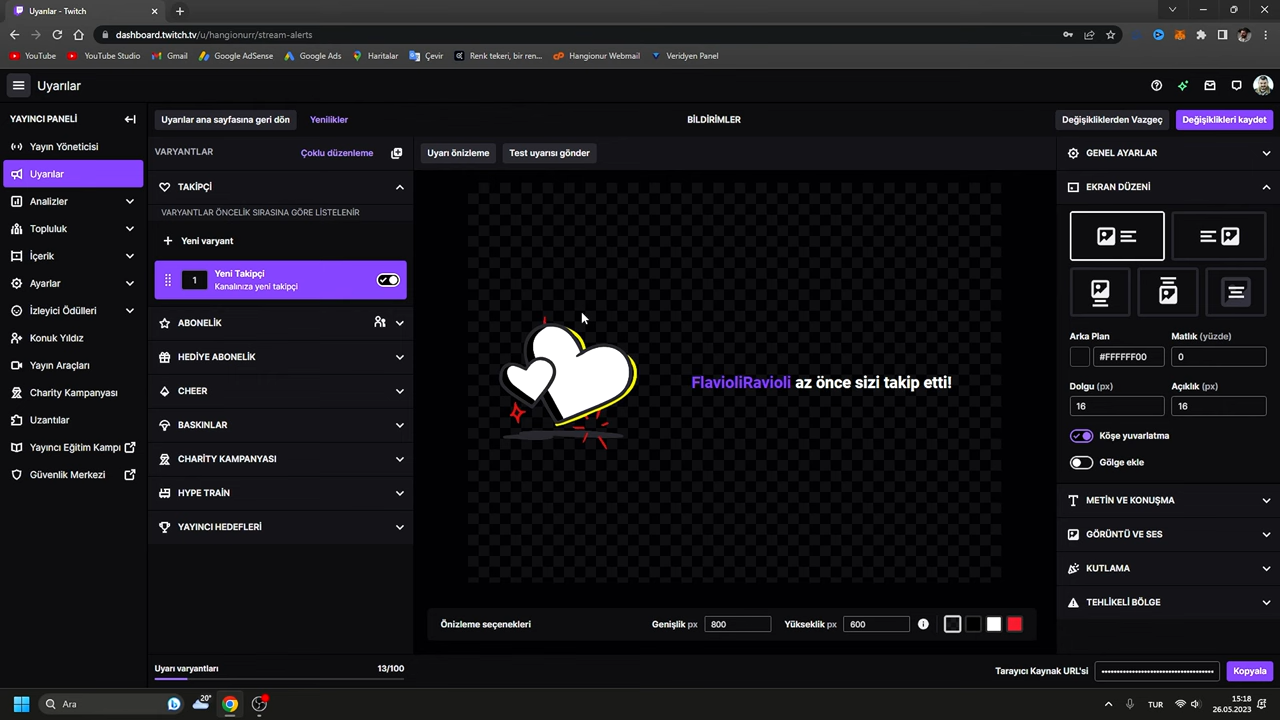 Uyarılar - Twitch
dashboard.twitch.tv/u/hangionurr/stream-alerts
YouTube
YouTube Studio
Gmail
Google AdSense
Google Ads
Haritalar
Çevir
Renk tekeri, bir ren...
Hangionur Webmail
Veridyen Panel
Uyarılar
YAYINCI PANELİ
Yayın Yöneticisi
Uyarılar
Analizler
Topluluk
İçerik
Ayarlar
İzleyici Ödülleri
Konuk Yıldız
Yayın Araçları
Charity Kampanyası
Uzantılar
Yayıncı Eğitim Kampı
Güvenlik Merkezi
Uyarılar ana sayfasına geri dön
Yenilikler
BİLDİRİMLER
Değişikliklerden Vazgeç
Değişiklikleri kaydet
VARYANTLAR
Çoklu düzenleme
TAKİPÇİ
VARYANTLAR ÖNCELİK SIRASINA GÖRE LİSTELENİR
Yeni varyant
1
Yeni Takipçi
Kanalınıza yeni takipçi
ABONELİK
HEDİYE ABONELİK
CHEER
BASKINLAR
CHARITY KAMPANYASI
HYPE TRAIN
YAYINCI HEDEFLERİ
Uyarı varyantları
13/100
Uyarı önizleme
Test uyarısı gönder
FlavioliRavioli az önce sizi takip etti!
Önizleme seçenekleri
Genişlik px
800
Yükseklik px
600
GENEL AYARLAR
EKRAN DÜZENİ
Arka Plan
Matlık (yüzde)
#FFFFFF00
0
Dolgu (px)
Açıklık (px)
16
16
Köşe yuvarlatma
Gölge ekle
METİN VE KONUŞMA
GÖRÜNTÜ VE SES
KUTLAMA
TEHLİKELİ BÖLGE
Tarayıcı Kaynak URL'si
Kopyala
Ara
20°
TUR
15:18
26.05.2023